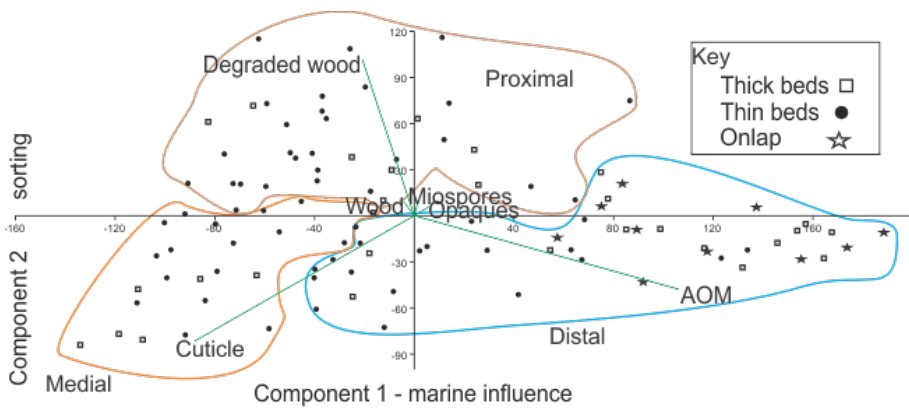 120
Degraded wood
Proximal
90
60
30
Key
Thick beds
Thin beds
Onlap
sorting
Component 2
Miospores
Wood
Opaques
-160
-120
-80
-40
40
80
120
160
-30
-60
-90
AOM
Cuticle
Distal
Medial
Component 1 - marine influence